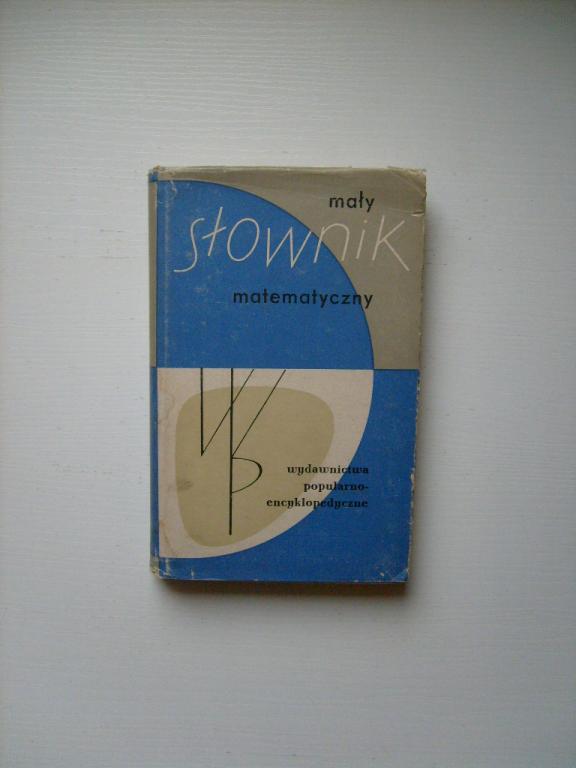 mały
słownik
matematyczny
wydawnictwa
popularno-
encyklopedyczne